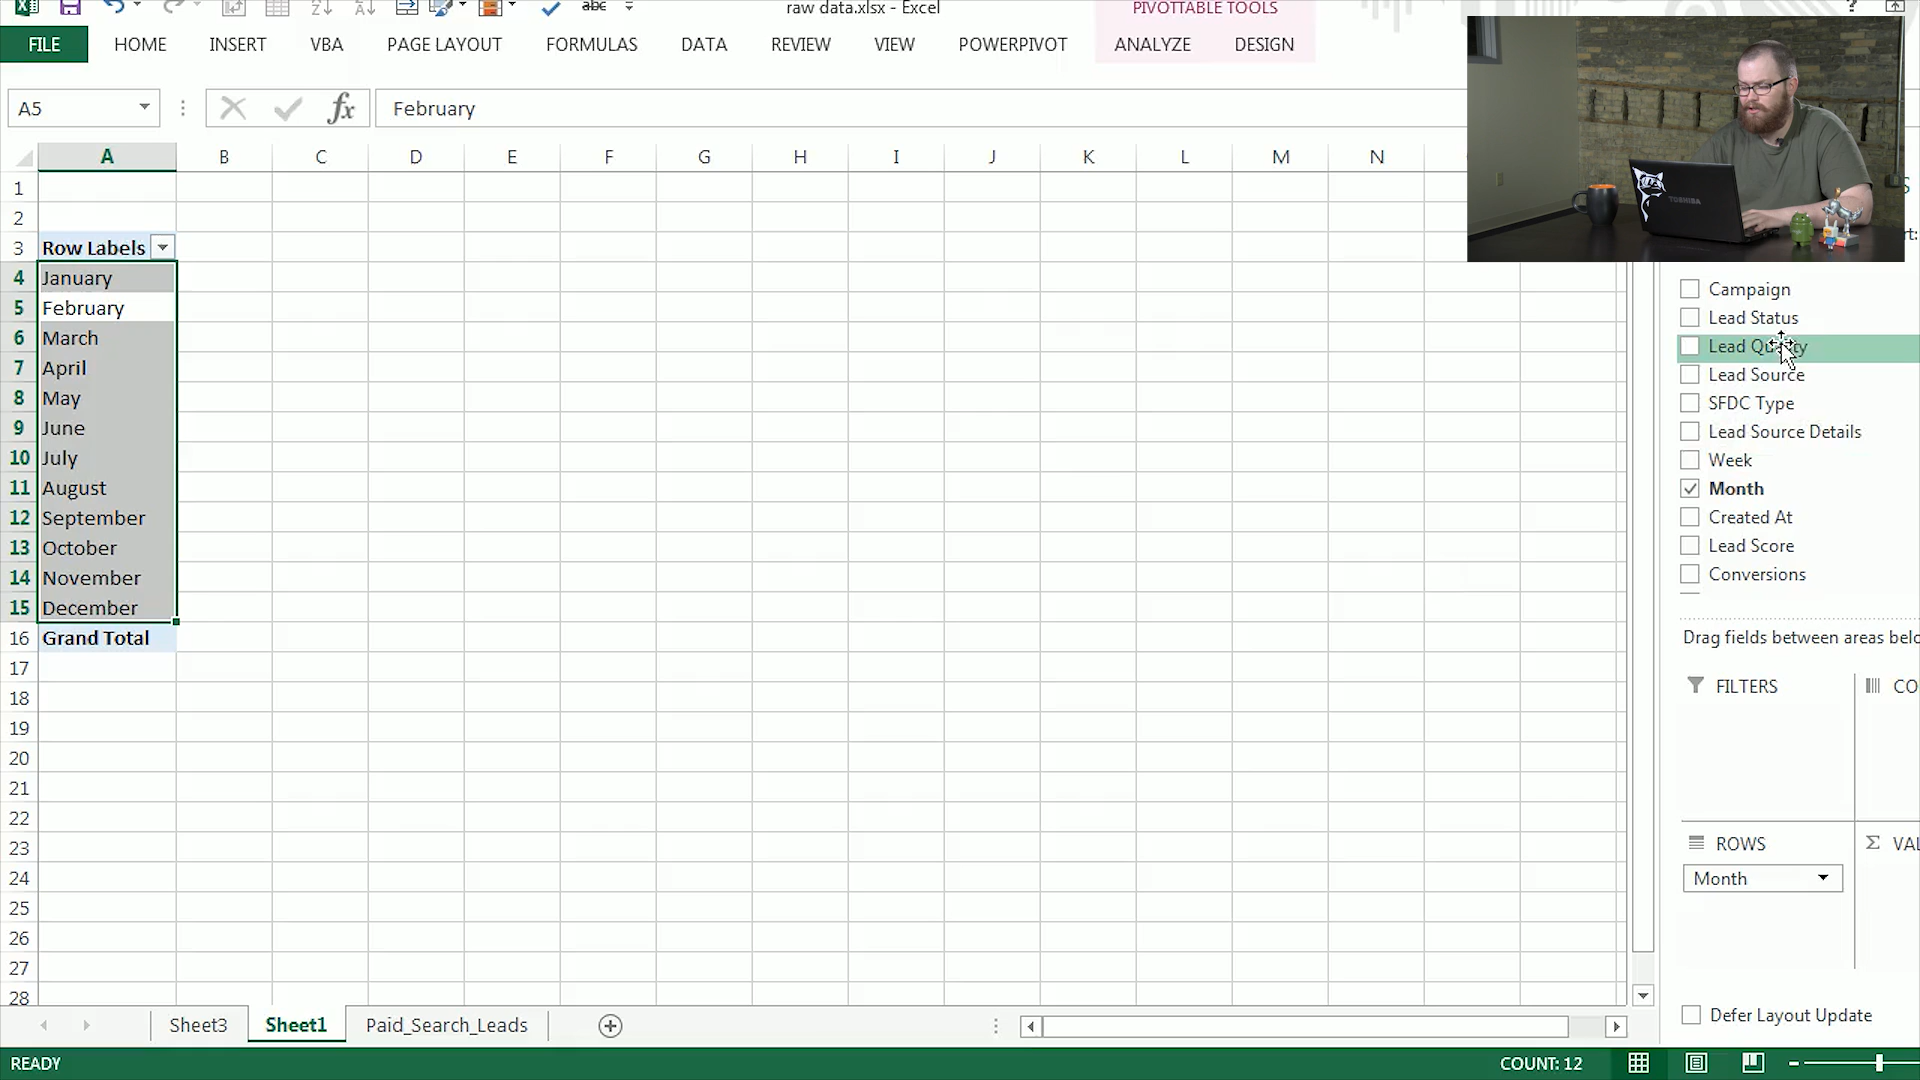 raw data.xlsx - Excel
PIVOTTABLE TOOLS
?
FILE HOME INSERT VBA PAGE LAYOUT FORMULAS DATA REVIEW VIEW POWERPIVOT ANALYZE DESIGN
abc
A5 fx February
A B C D E F G H I J K L M N
TOSHIBA
1
2
3 Row Labels
4 January
5 February
6 March
7 April
8 May
9 June
10 July
11 August
12 September
13 October
14 November
15 December
16 Grand Total
17
18
19
20
21
22
23
24
25
26
27
28
Campaign
Lead Status
Lead Quality
Lead Source
SFDC Type
Lead Source Details
Week
Month
Created At
Lead Score
Conversions
Drag fields between areas belo
FILTERS
CO
ROWS
Σ VAL
Month
Defer Layout Update
Sheet3 Sheet1 Paid_Search_Leads
READY COUNT: 12